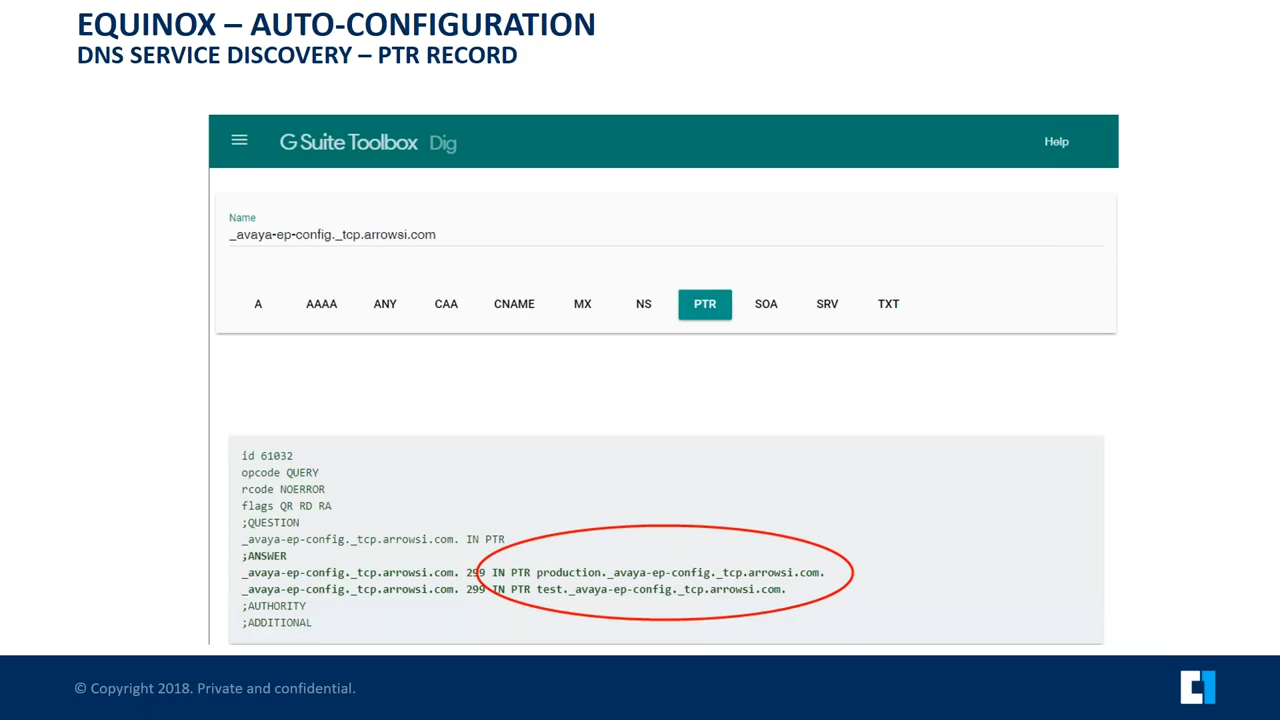 EQUINOX – AUTO-CONFIGURATION
DNS SERVICE DISCOVERY – PTR RECORD
G Suite Toolbox Dig Help
Name
_avaya-ep-config._tcp.arrowsi.com
A AAAA ANY CAA CNAME MX NS PTR SOA SRV TXT
id 61032
opcode QUERY
rcode NOERROR
flags QR RD RA
;QUESTION
_avaya-ep-config._tcp.arrowsi.com. IN PTR
;ANSWER
_avaya-ep-config._tcp.arrowsi.com. 299 IN PTR production._avaya-ep-config._tcp.arrowsi.com.
_avaya-ep-config._tcp.arrowsi.com. 299 IN PTR test._avaya-ep-config._tcp.arrowsi.com.
;AUTHORITY
;ADDITIONAL
© Copyright 2018. Private and confidential.